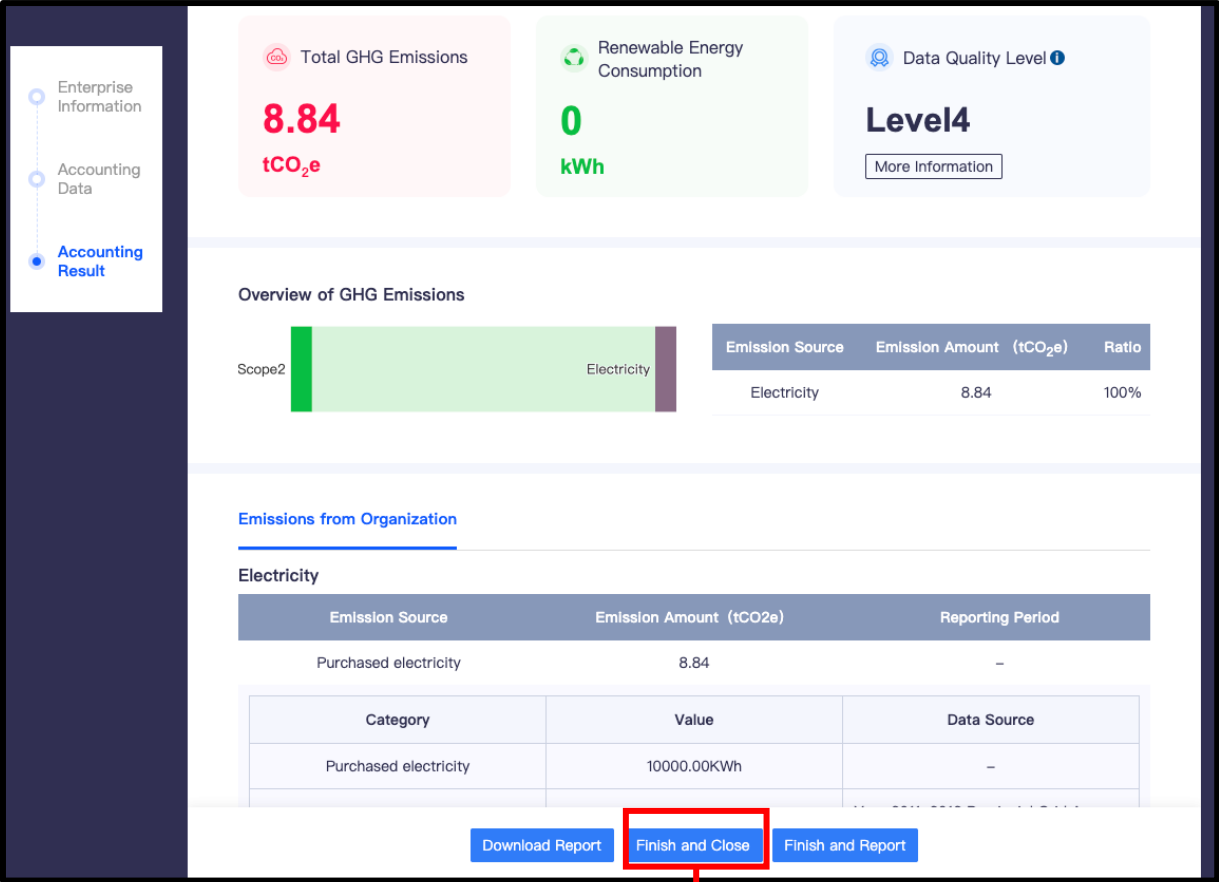 Enterprise
Information
Accounting
Data
Accounting
Result
CO₂ Total GHG Emissions
8.84
tCO₂e
Renewable Energy
Consumption
0
kWh
Data Quality Level i
Level4
More Information
Overview of GHG Emissions
Scope2 Electricity
Emission Source Emission Amount (tCO₂e) Ratio
Electricity 8.84 100%
Emissions from Organization
Electricity
Emission Source Emission Amount (tCO2e) Reporting Period
Purchased electricity 8.84 –
Category Value Data Source
Purchased electricity 10000.00KWh –
Download Report Finish and Close Finish and Report